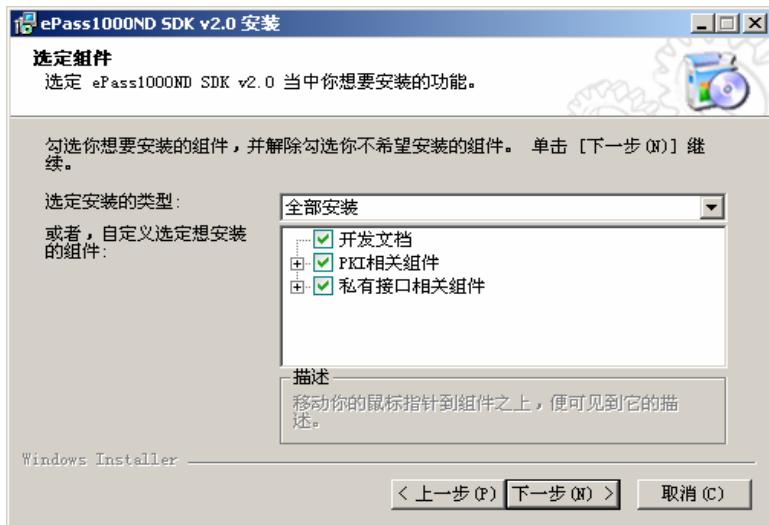 ePass1000ND SDK v2.0 安装
选定组件
选定 ePass1000ND SDK v2.0 当中你想要安装的功能。
勾选你想要安装的组件，并解除勾选你不希望安装的组件。 单击 [下一步(N)] 继
续。
选定安装的类型:
全部安装
或者，自定义选定想安装
的组件:
开发文档
PKI相关组件
私有接口相关组件
描述
移动你的鼠标指针到组件之上，便可见到它的描
述。
Windows Installer
< 上一步(P)
下一步(N) >
取消(C)